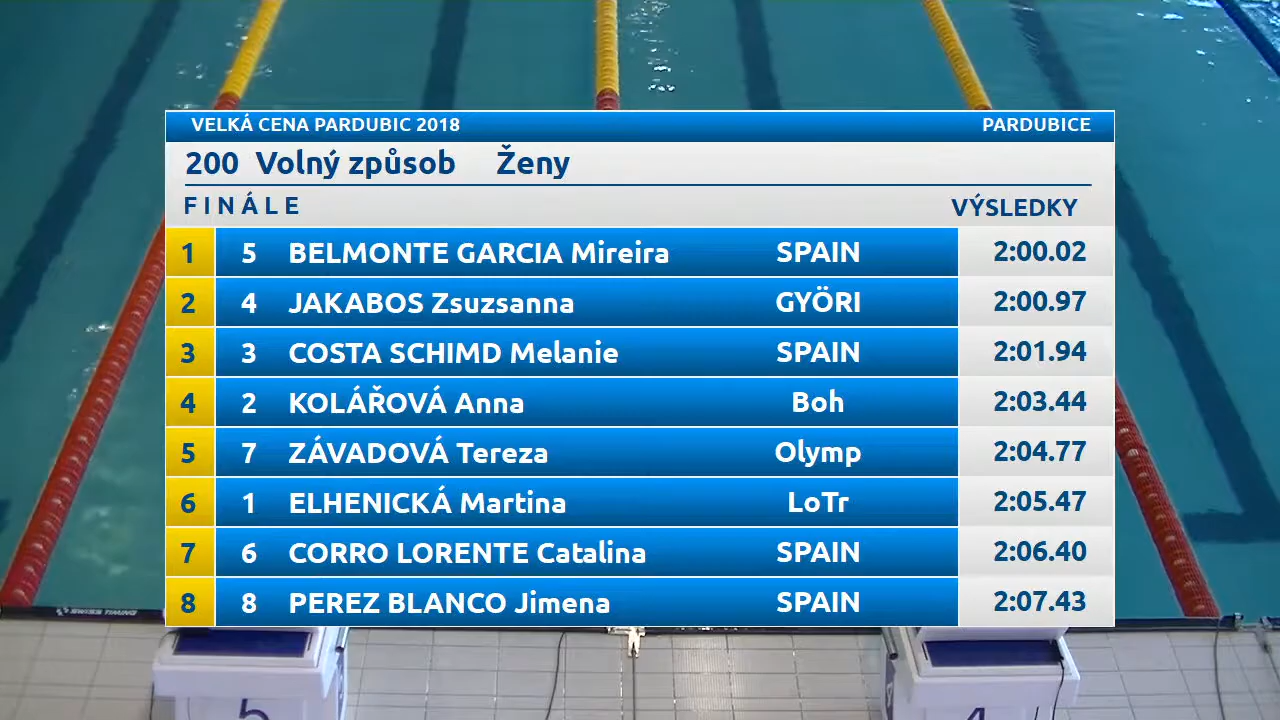 VELKÁ CENA PARDUBIC 2018 PARDUBICE
200 Volný způsob Ženy
FINÁLE VÝSLEDKY
1 5 BELMONTE GARCIA Mireira SPAIN 2:00.02
2 4 JAKABOS Zsuzsanna GYÖRI 2:00.97
3 3 COSTA SCHIMD Melanie SPAIN 2:01.94
4 2 KOLÁŘOVÁ Anna Boh 2:03.44
5 7 ZÁVADOVÁ Tereza Olymp 2:04.77
6 1 ELHENICKÁ Martina LoTr 2:05.47
7 6 CORRO LORENTE Catalina SPAIN 2:06.40
8 8 PEREZ BLANCO Jimena SPAIN 2:07.43
SWISS TIMING
5 4